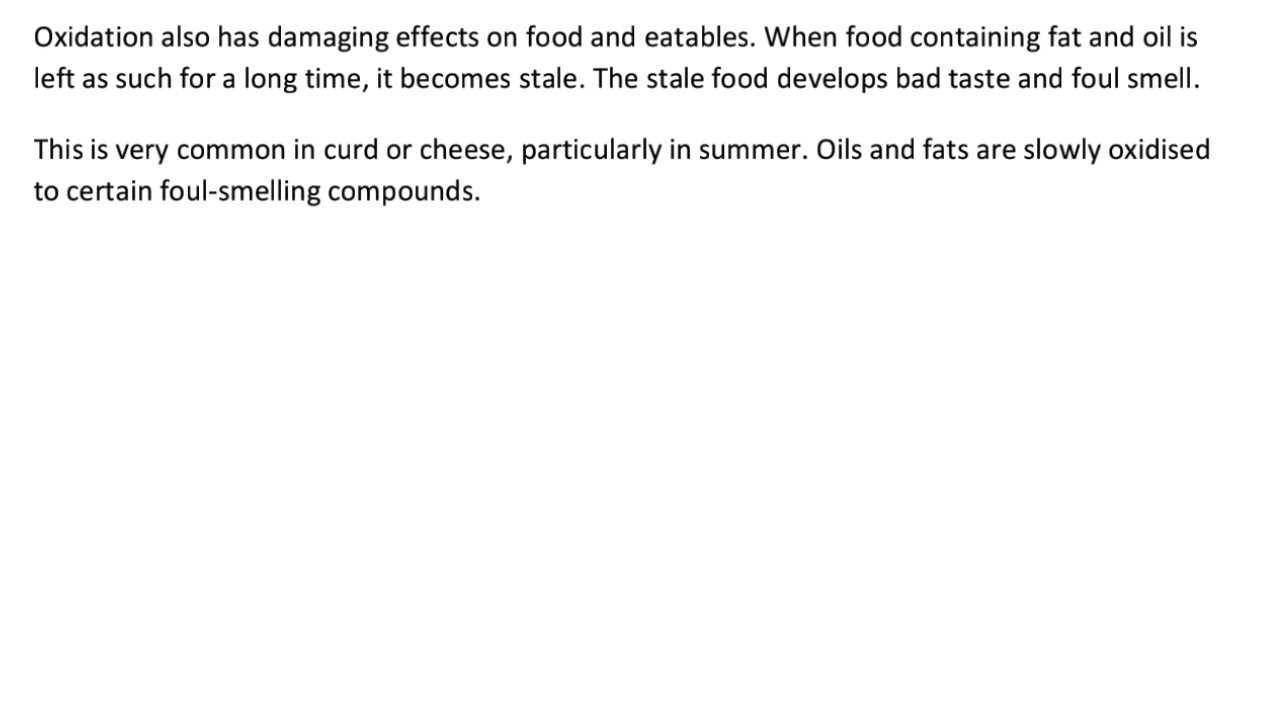 Oxidation also has damaging effects on food and eatables. When food containing fat and oil is
left as such for a long time, it becomes stale. The stale food develops bad taste and foul smell.
This is very common in curd or cheese, particularly in summer. Oils and fats are slowly oxidised
to certain foul-smelling compounds.